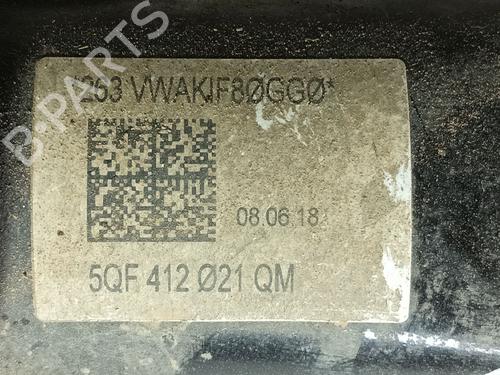 *263 VWAKIF8ØGGØ*
08.06.18
5QF 412 Ø21 QM
B-PARTS